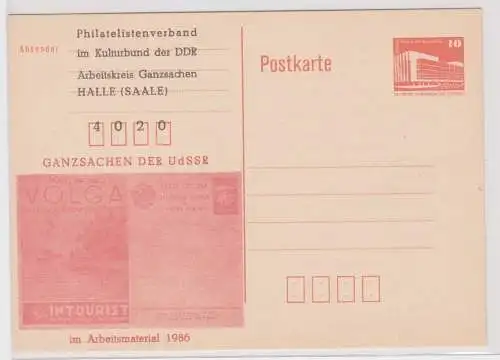 Philatelistenverband
Absender
im Kulturbund der DDR
Arbeitskreis Ganzsachen
HALLE (SAALE)
4020
GANZSACHEN DER UdSSR
VOLGA
INTOURIST
im Arbeitsmaterial 1986
Postkarte
10